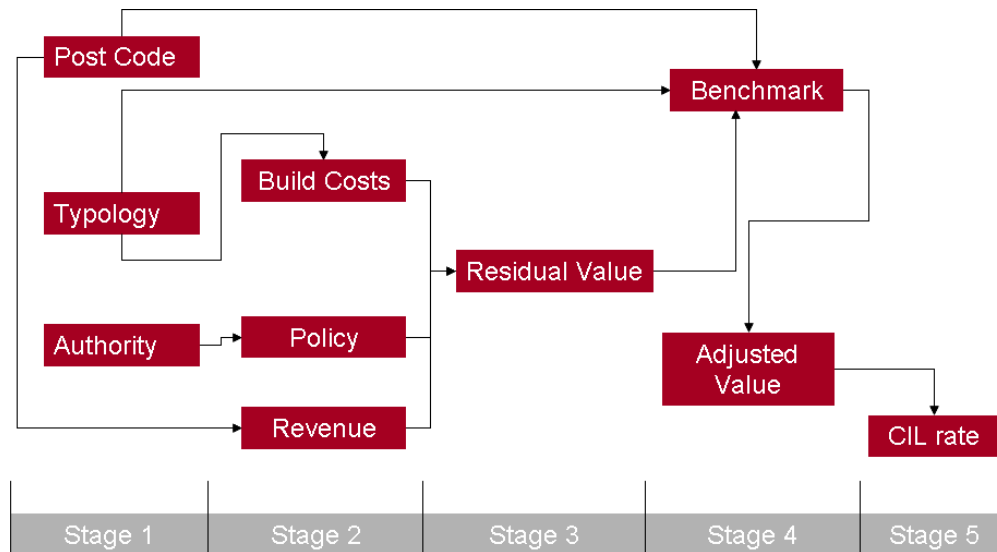 Post Code
Benchmark
Build Costs
Typology
Residual Value
Authority
Policy
Adjusted
Value
Revenue
CIL rate
Stage 1
Stage 2
Stage 3
Stage 4
Stage 5